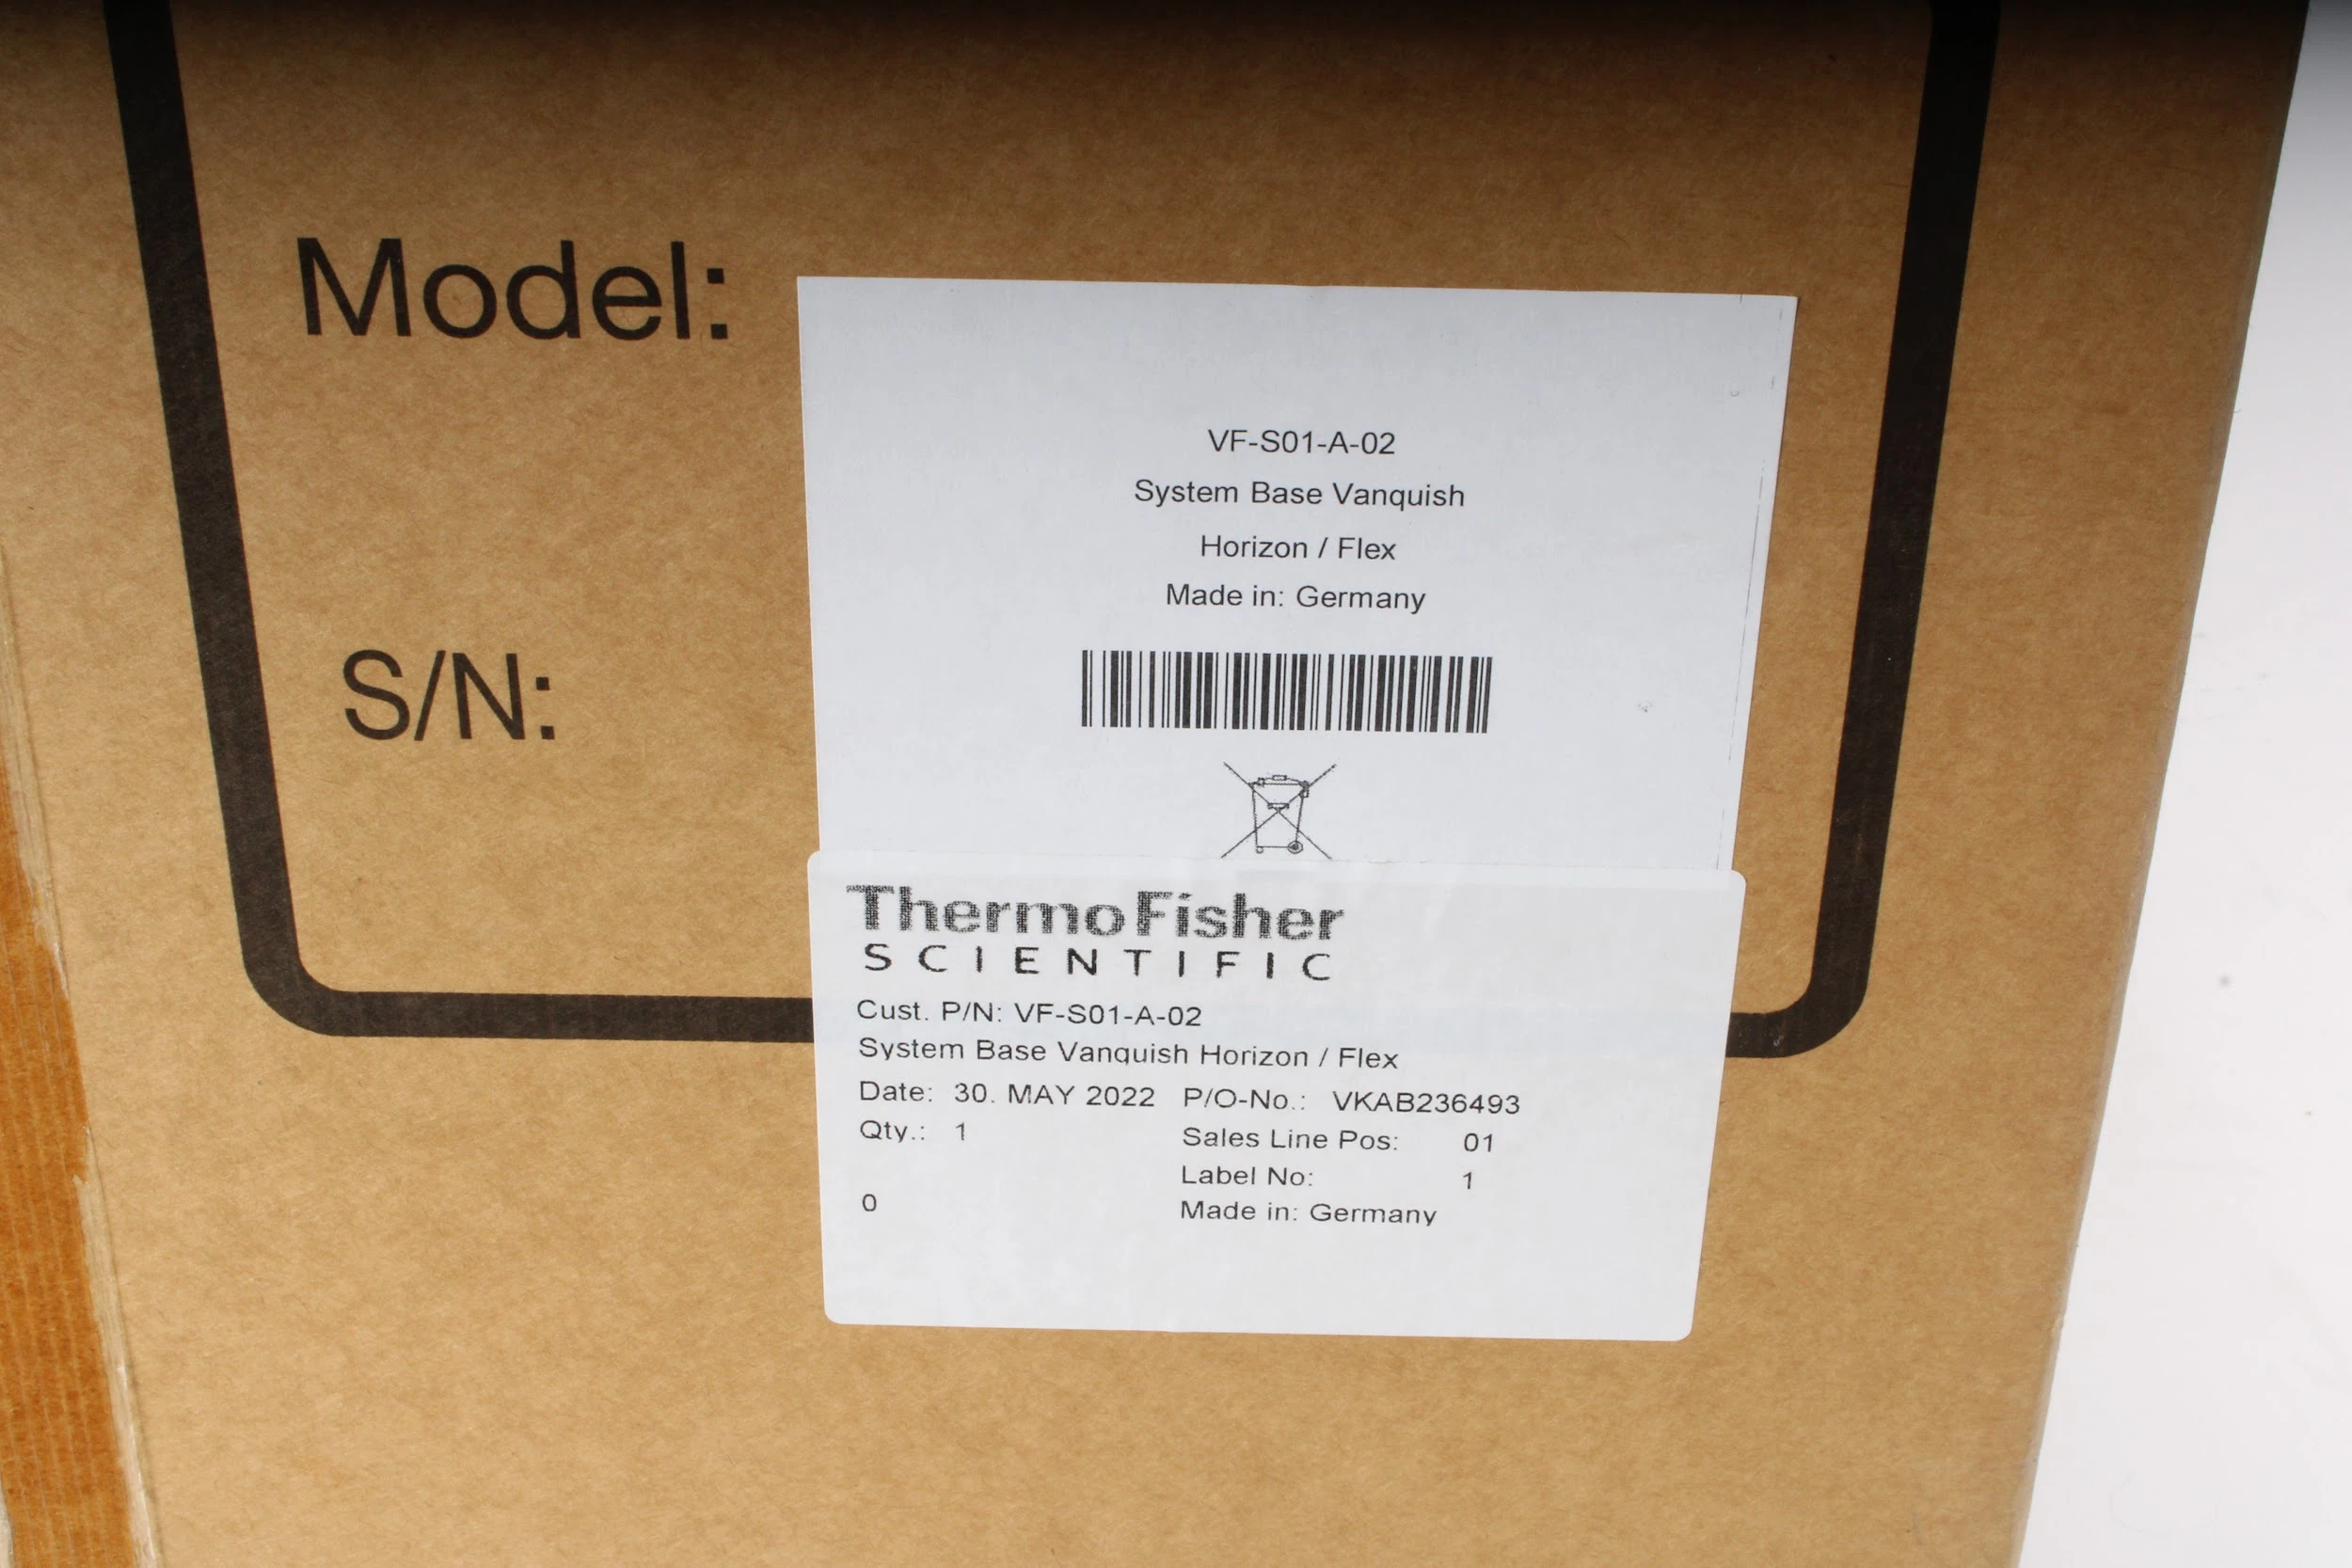 Model:
VF-S01-A-02
System Base Vanquish
Horizon / Flex
Made in: Germany
S/N:
ThermoFisher
SCIENTIFIC
Cust. P/N: VF-S01-A-02
System Base Vanquish Horizon / Flex
Date: 30. MAY 2022 P/O-No.: VKAB236493
Qty.: 1 Sales Line Pos: 01
Label No: 1
0 Made in: Germany